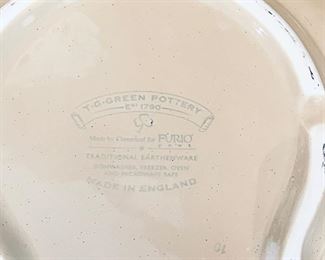 T·G·GREEN POTTERY
Est 1790
Made by Cloverleaf for FURIO
TRADITIONAL EARTHENWARE
DISHWASHER, FREEZER, OVEN
AND MICROWAVE SAFE
MADE IN ENGLAND